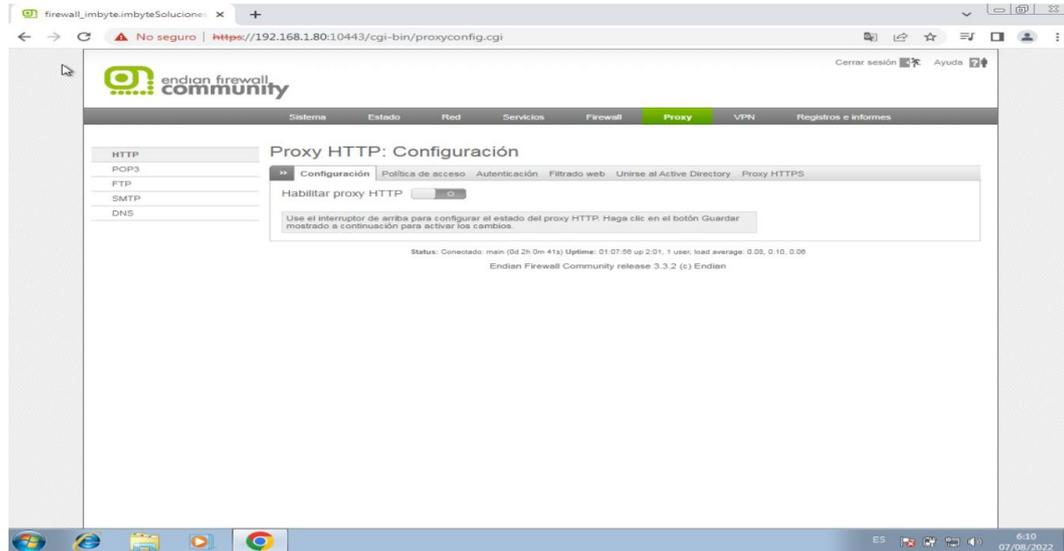 firewall_imbyte.imbyteSolucione
No seguro | https://192.168.1.80:10443/cgi-bin/proxyconfig.cgi
Cerrar sesión Ayuda
endian firewall
community
Sistema Estado Red Servicios Firewall Proxy VPN Registros e informes
HTTP
POP3
FTP
SMTP
DNS
Proxy HTTP: Configuración
>> Configuración Política de acceso Autenticación Filtrado web Unirse al Active Directory Proxy HTTPS
Habilitar proxy HTTP
Use el interruptor de arriba para configurar el estado del proxy HTTP. Haga clic en el botón Guardar
mostrado a continuación para activar los cambios.
Status: Conectado: main (0d 2h 0m 41s) Uptime: 01:07:56 up 2:01, 1 user, load average: 0.09, 0.10, 0.06
Endian Firewall Community release 3.3.2 (c) Endian
ES
6:10
07/08/2022